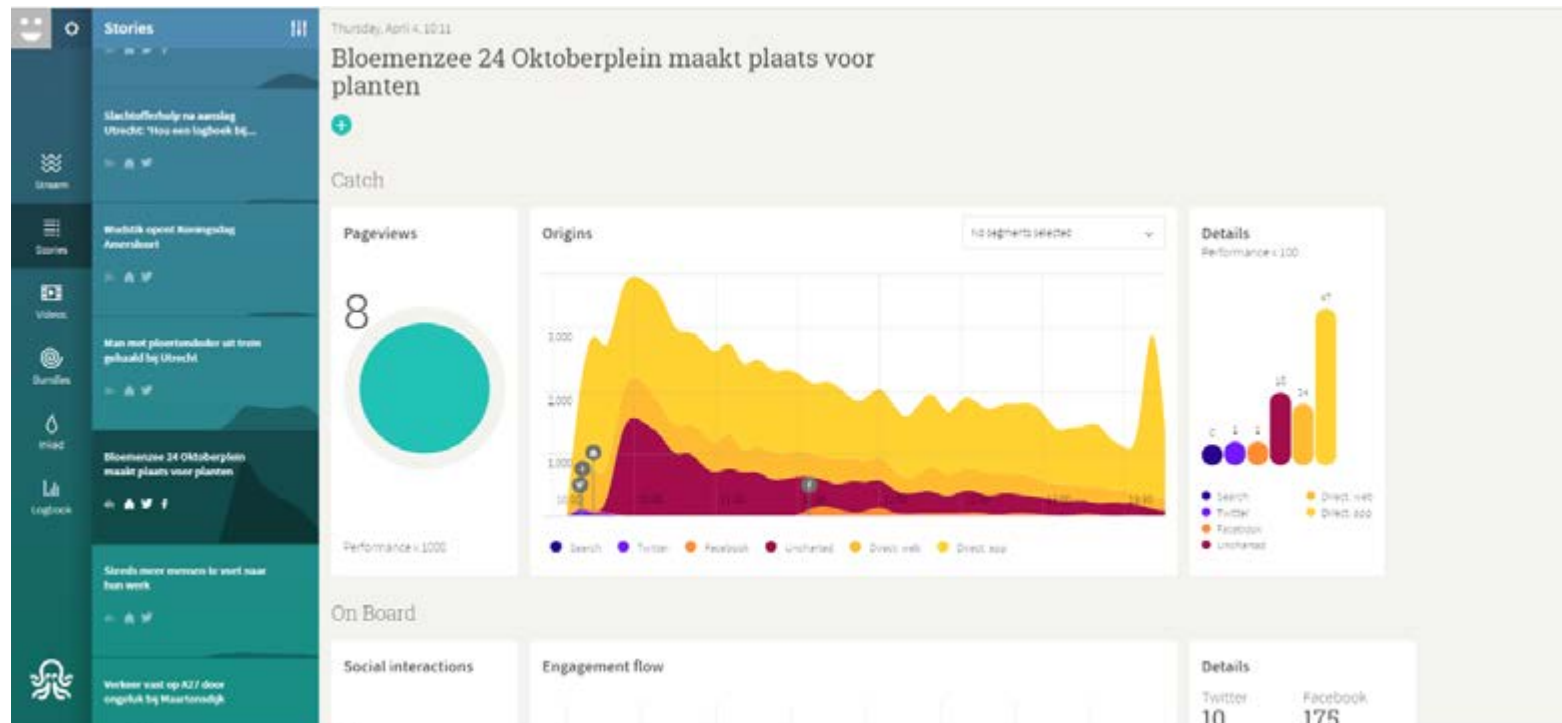 Stories
Stream
Stories
Videos
Bundles
Inked
Logbook
Slachtofferhulp na aanslag
Utrecht: 'Hou een logboek bij...
opent Koningsdag
Amersfoort
Man met ploertendoder uit trein
gehaald bij Utrecht
Bloemenzee 24 Oktoberplein
maakt plaats voor planten
Steeds meer mensen te voet naar
hun werk
Verkeer vast op A27 door
ongeluk bij Maartensdijk
Thursday, April 4, 10:11
Bloemenzee 24 Oktoberplein maakt plaats voor
planten
Catch
Pageviews
8
Performance x 1000
Origins
No segments selected
3,000
2,000
1,000
Search
Twitter
Facebook
Uncharted
Direct: web
Direct: app
Details
Performance x 100
47
24
Search
Twitter
Facebook
Uncharted
Direct: web
Direct: app
On Board
Social interactions
Engagement flow
Details
Twitter
Facebook
10
175